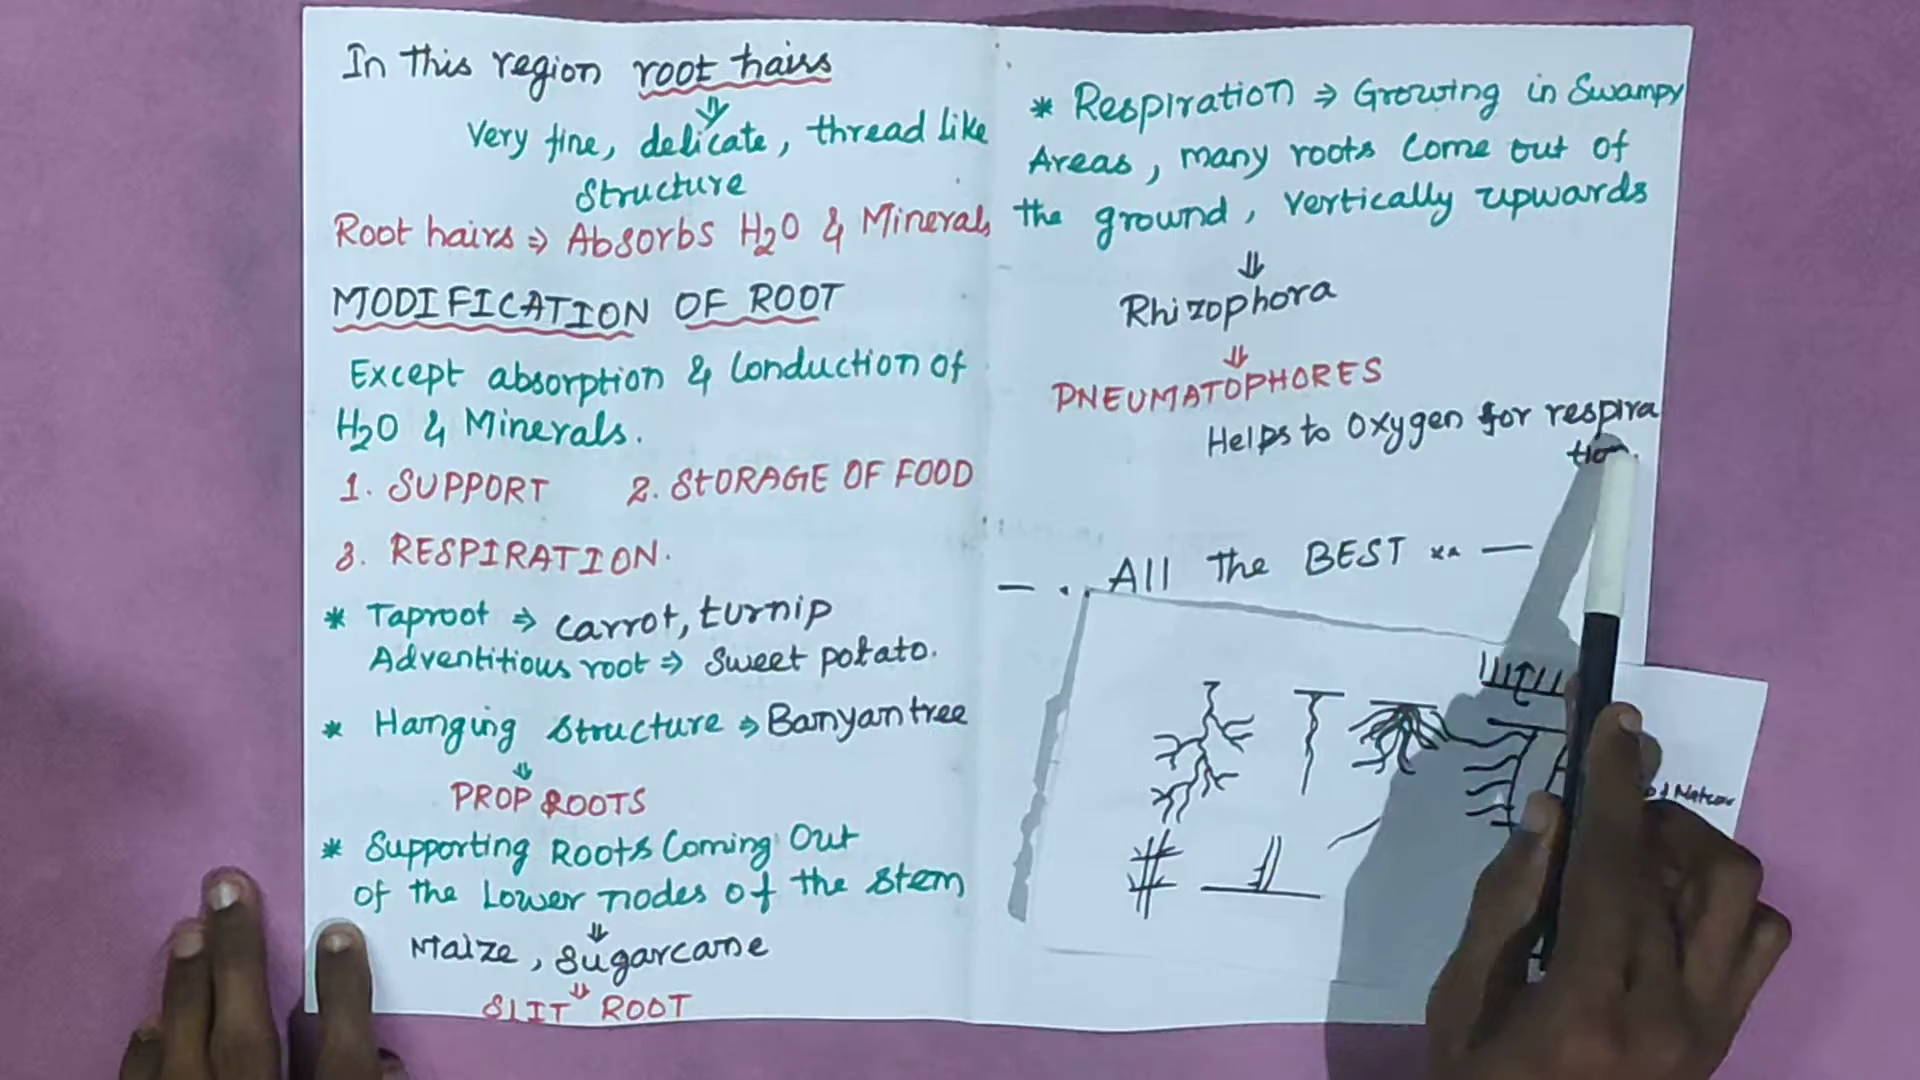 In this region root hairs
⇓
Very fine, delicate, thread like
structure
Root hairs ⇒ Absorbs H₂O & Minerals
MODIFICATION OF ROOT
Except absorption & Conduction of
H₂O & Minerals.
1. SUPPORT 2. STORAGE OF FOOD
3. RESPIRATION.
* Taproot ⇒ carrot, turnip
Adventitious root ⇒ Sweet potato.
* Hanging structure ⇒ Banyan tree
⇓
PROP ROOTS
* Supporting Roots Coming Out
of the Lower nodes of the stem
⇓
Maize, sugarcane
⇓
SLIT ROOT
* Respiration ⇒ Growing in Swampy
Areas, many roots Come out of
the ground, vertically upwards
⇓
Rhizophora
⇓
PNEUMATOPHORES
Helps to Oxygen for respira
tion.
All the BEST